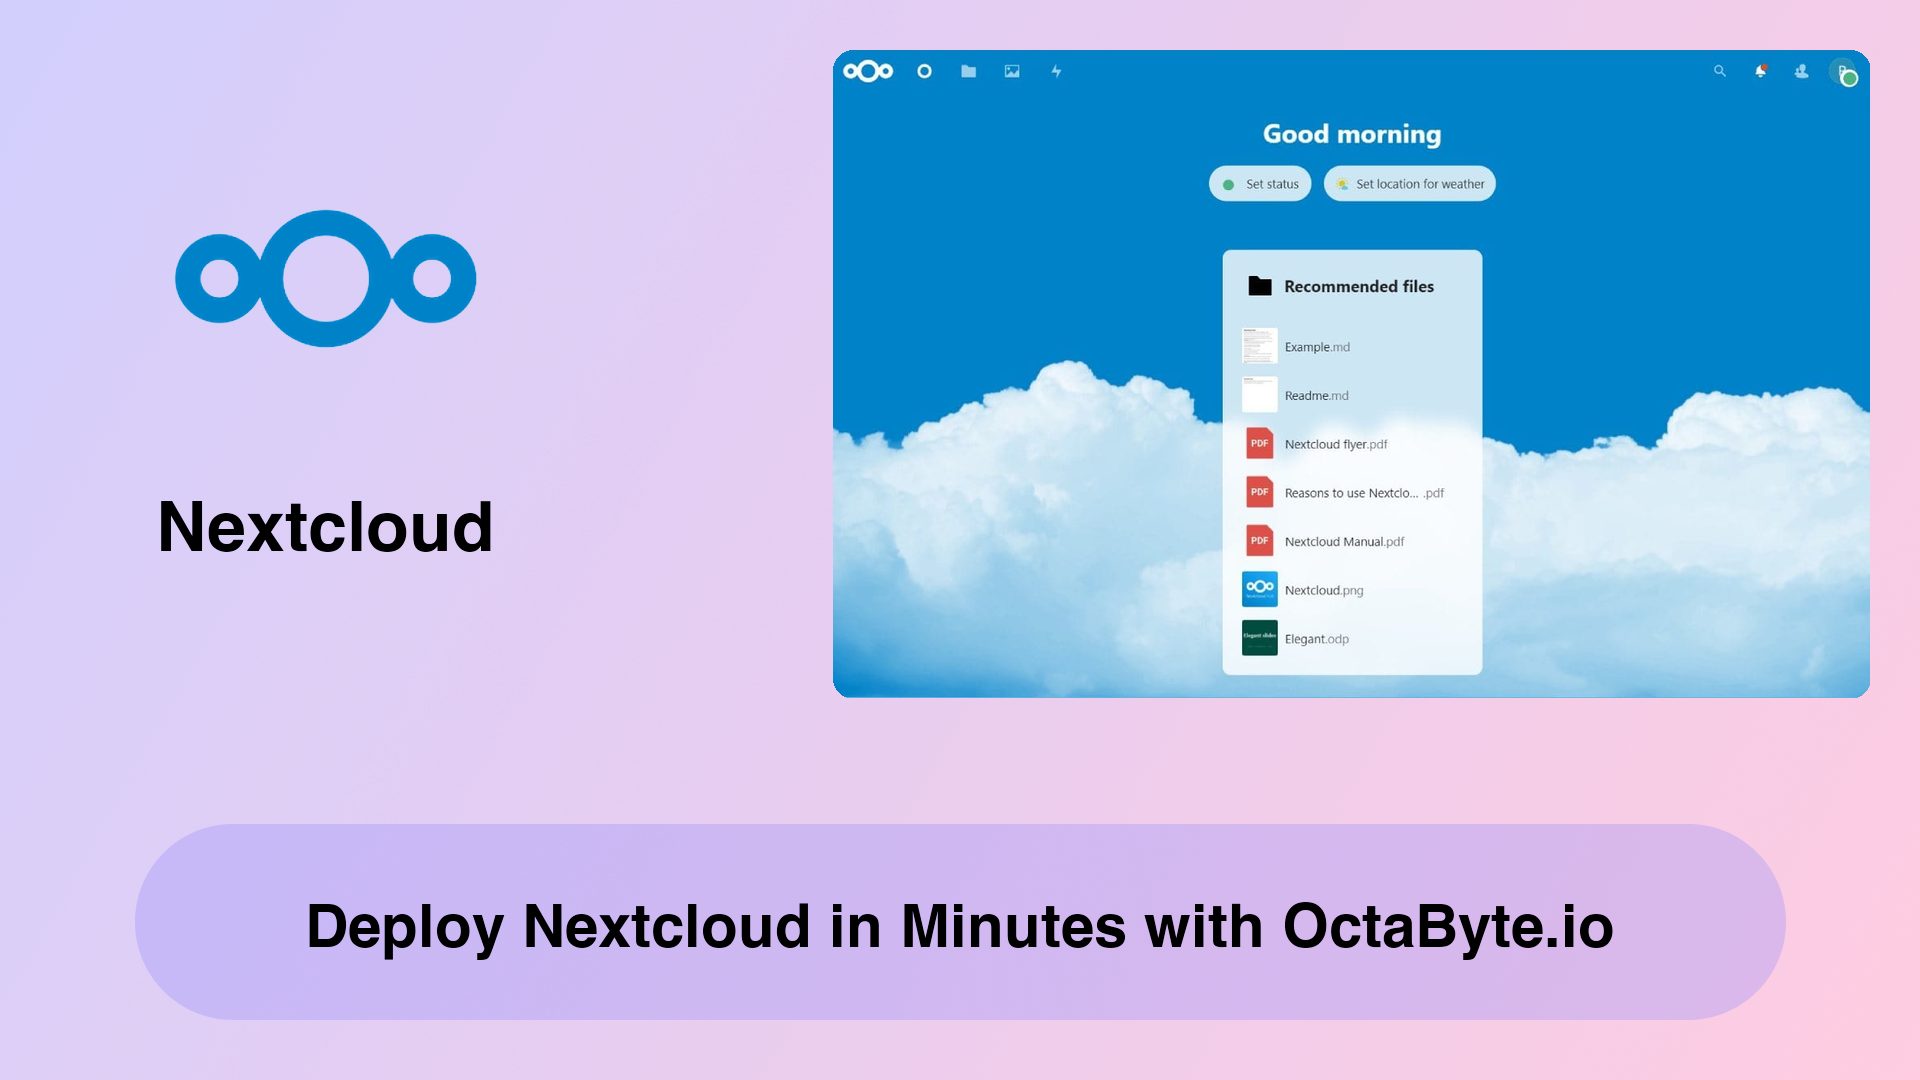 Nextcloud
Good morning
Set status
Set location for weather
Recommended files
Example.md
Readme.md
PDF
Nextcloud flyer.pdf
PDF
Reasons to use Nextclo... .pdf
PDF
Nextcloud Manual.pdf
Nextcloud.png
Elegant slides
Elegant.odp
Deploy Nextcloud in Minutes with OctaByte.io